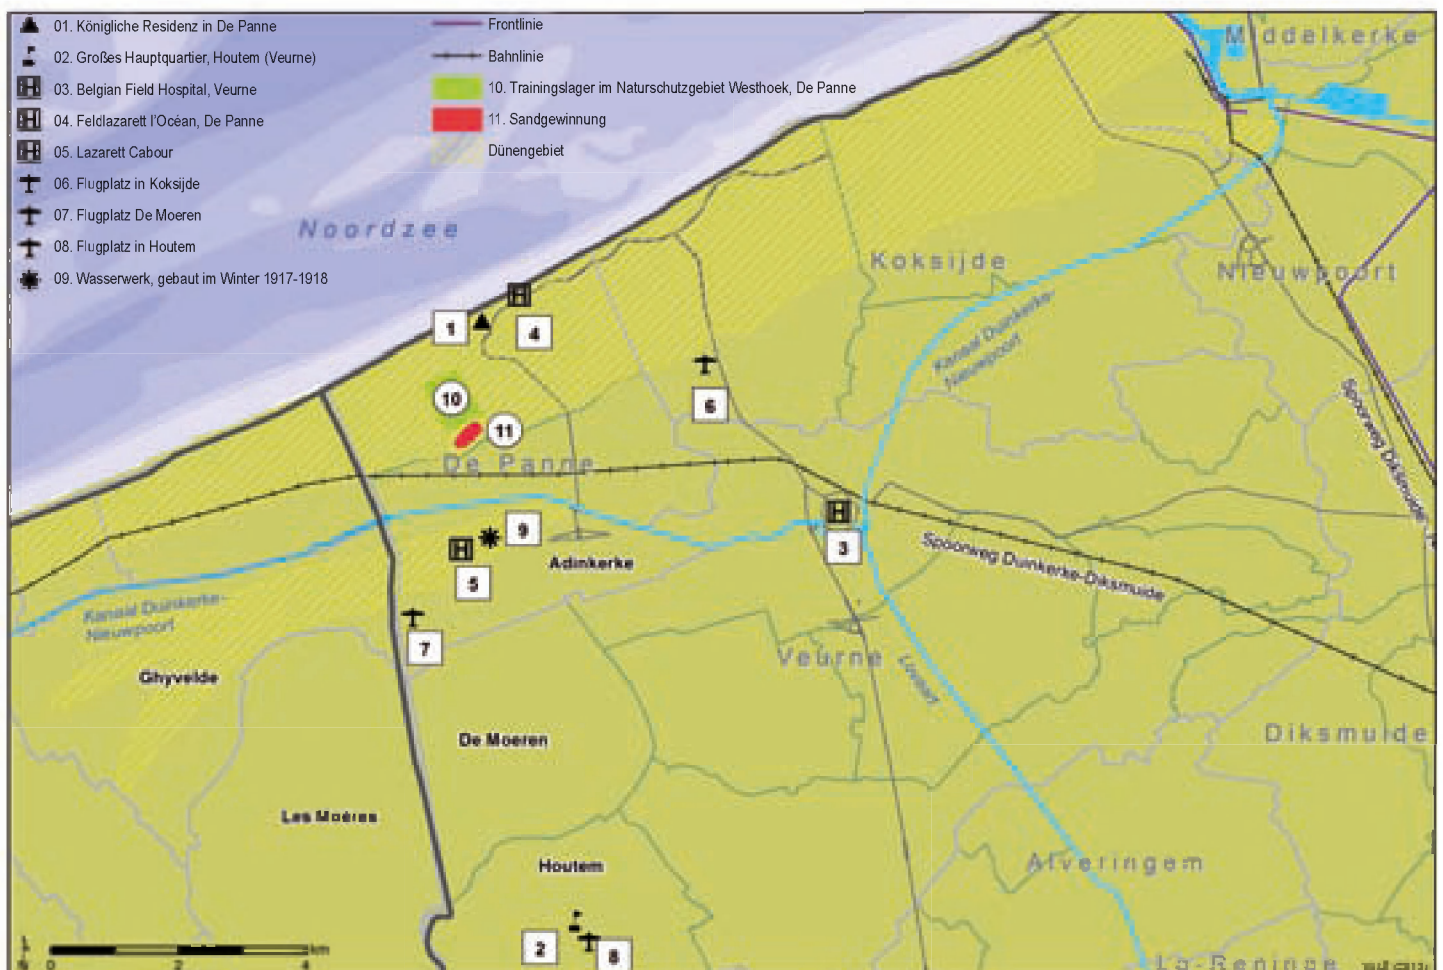 01. Königliche Residenz in De Panne
02. Großes Hauptquartier, Houtem (Veurne)
03. Belgian Field Hospital, Veurne
04. Feldlazarett l'Océan, De Panne
05. Lazarett Cabour
06. Flugplatz in Koksijde
07. Flugplatz De Moeren
08. Flugplatz in Houtem
09. Wasserwerk, gebaut im Winter 1917-1918
Frontlinie
Bahnlinie
10. Trainingslager im Naturschutzgebiet Westhoek, De Panne
11. Sandgewinnung
Dünengebiet
Middelkerke
Noordzee
Koksijde
Nieuwpoort
H
1
4
Kanaal Duinkerke-
Nieuwpoort
6
10
11
De Panne
Spoorweg Diksmuide
H
3
9
H
5
Adinkerke
Spoorweg Duinkerke-Diksmuide
Kanaal Duinkerke-
Nieuwpoort
7
Veurne
Lovaart
Ghyvelde
De Moeren
Diksmuide
Les Moëres
Houtem
Alveringem
2
8
km
0 2 4
Lo-Reninge